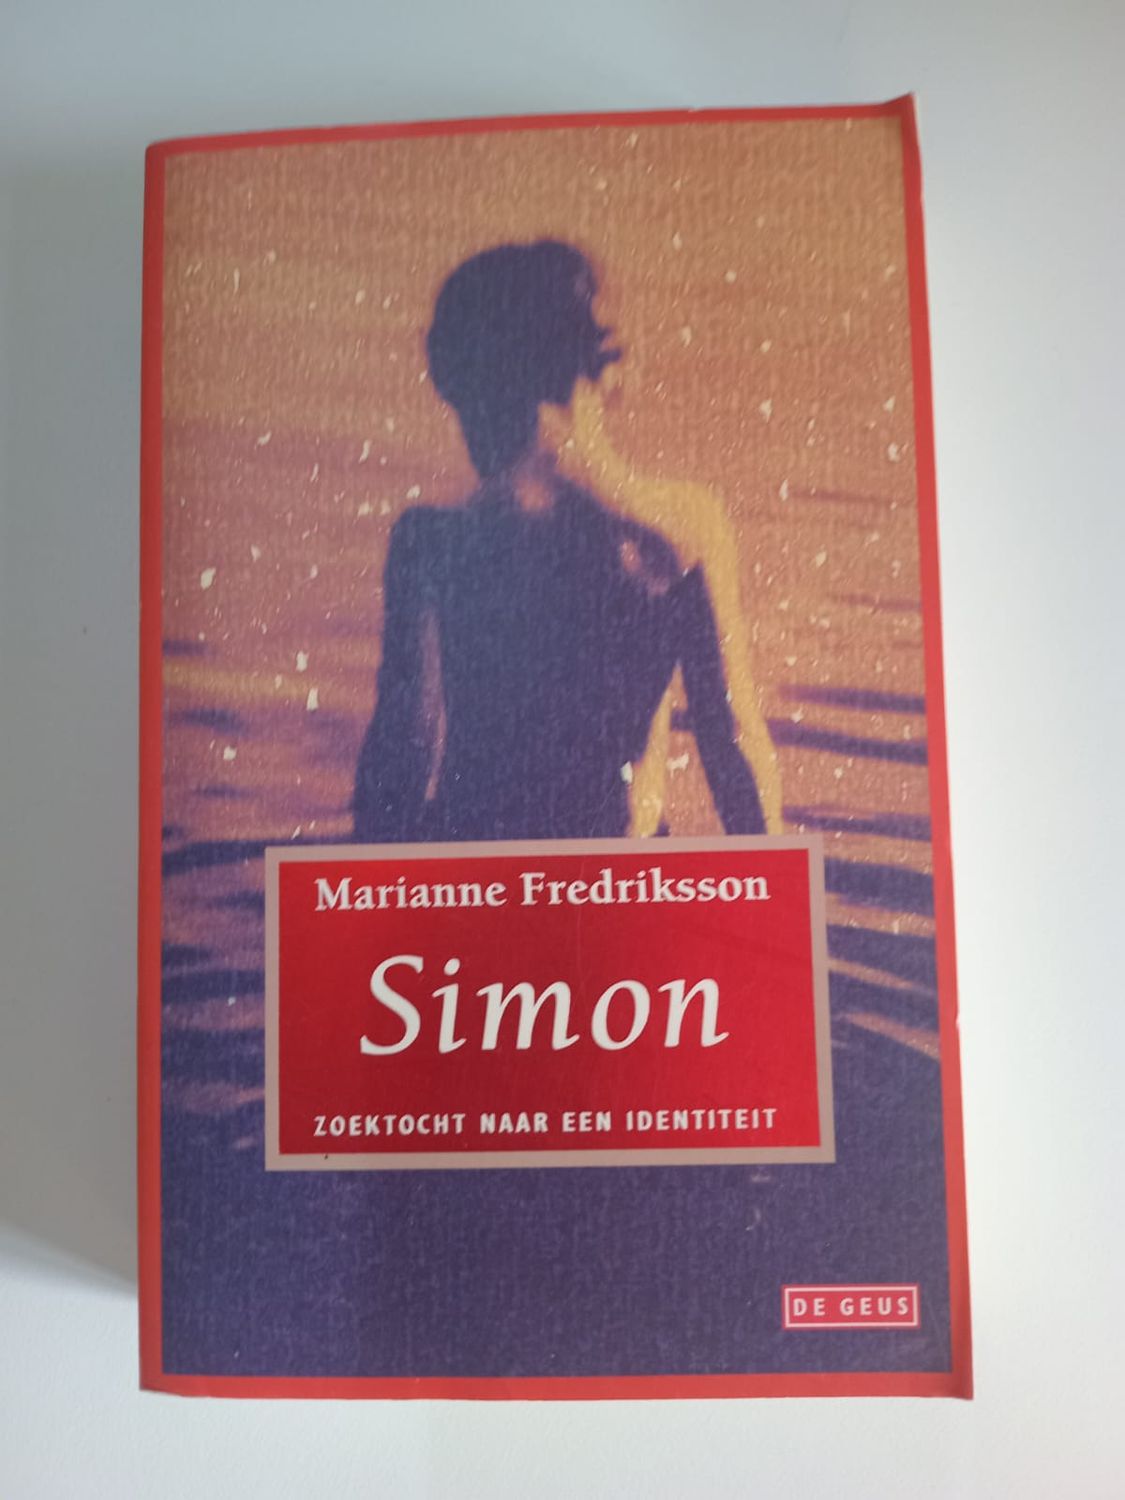 Marianne Fredriksson
Simon
ZOEKTOCHT NAAR EEN IDENTITEIT
DE GEUS